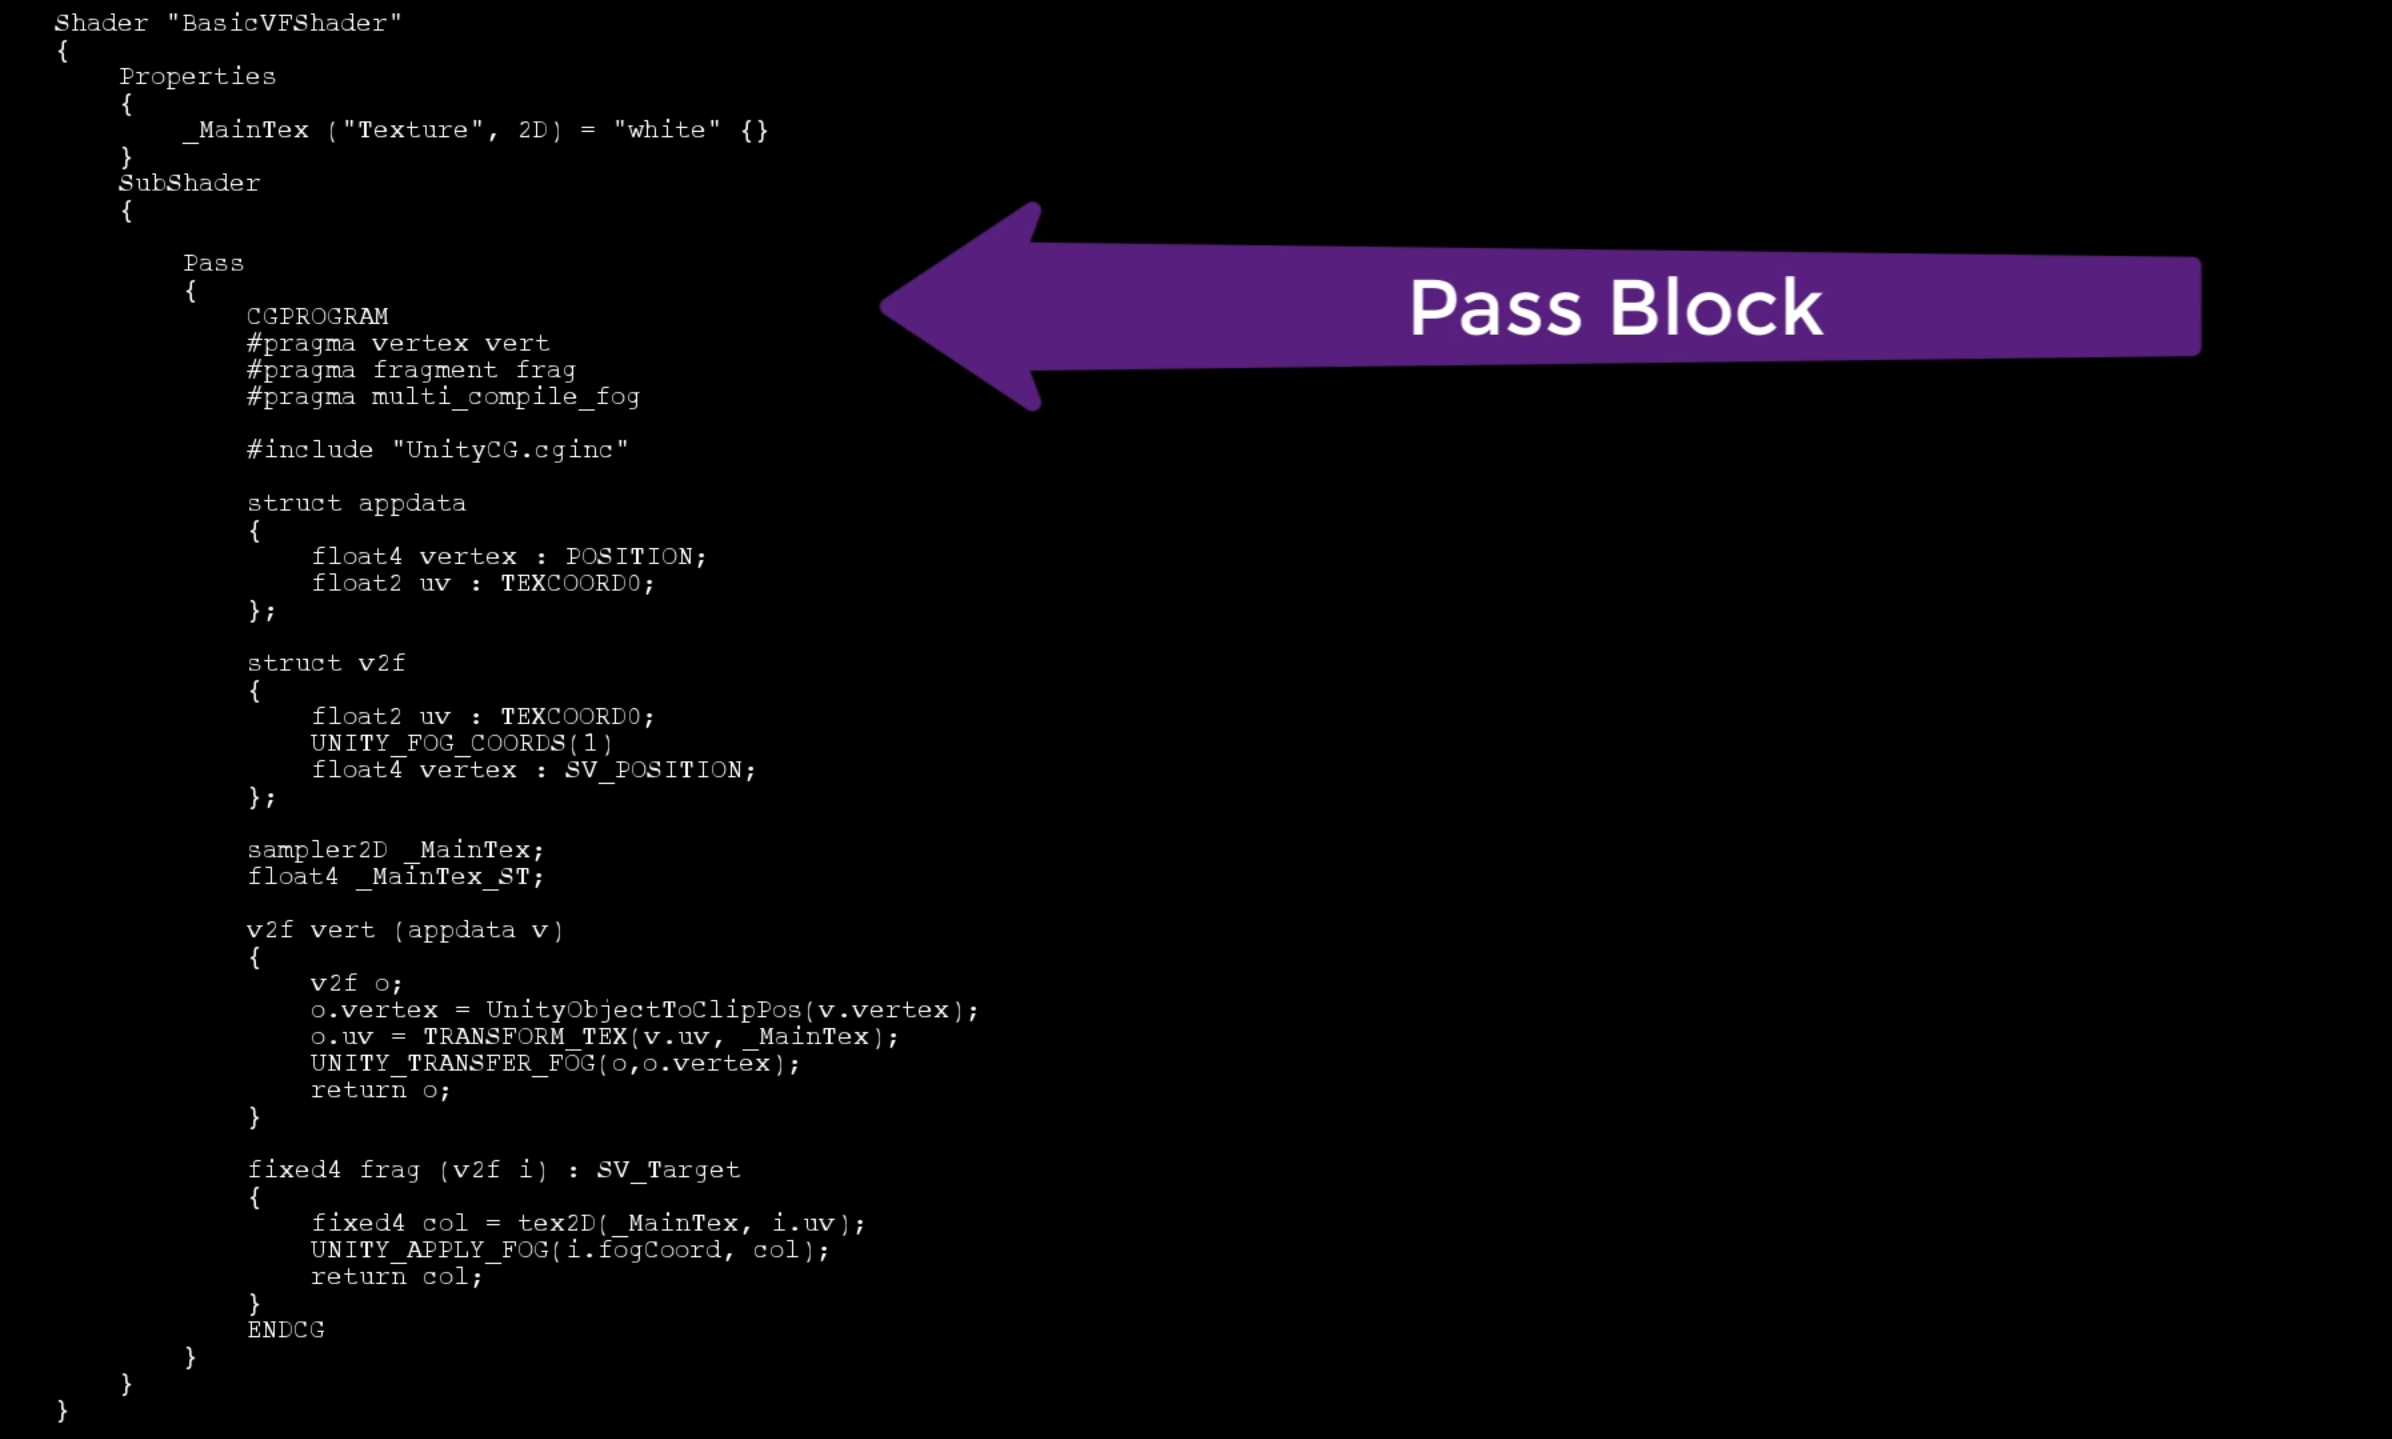 Shader "BasicVFShader"
{
Properties
{
_MainTex ("Texture", 2D) = "white" {}
}
SubShader
{
Pass
{
Pass Block
CGPROGRAM
#pragma vertex vert
#pragma fragment frag
#pragma multi_compile_fog
#include "UnityCG.cginc"
struct appdata
{
float4 vertex : POSITION;
float2 uv : TEXCOORD0;
};
struct v2f
{
float2 uv : TEXCOORD0;
UNITY_FOG_COORDS(1)
float4 vertex : SV_POSITION;
};
sampler2D _MainTex;
float4 _MainTex_ST;
v2f vert (appdata v)
{
v2f o;
o.vertex = UnityObjectToClipPos(v.vertex);
o.uv = TRANSFORM_TEX(v.uv, _MainTex);
UNITY_TRANSFER_FOG(o,o.vertex);
return o;
}
fixed4 frag (v2f i) : SV_Target
{
fixed4 col = tex2D(_MainTex, i.uv);
UNITY_APPLY_FOG(i.fogCoord, col);
return col;
}
ENDCG
}
}
}